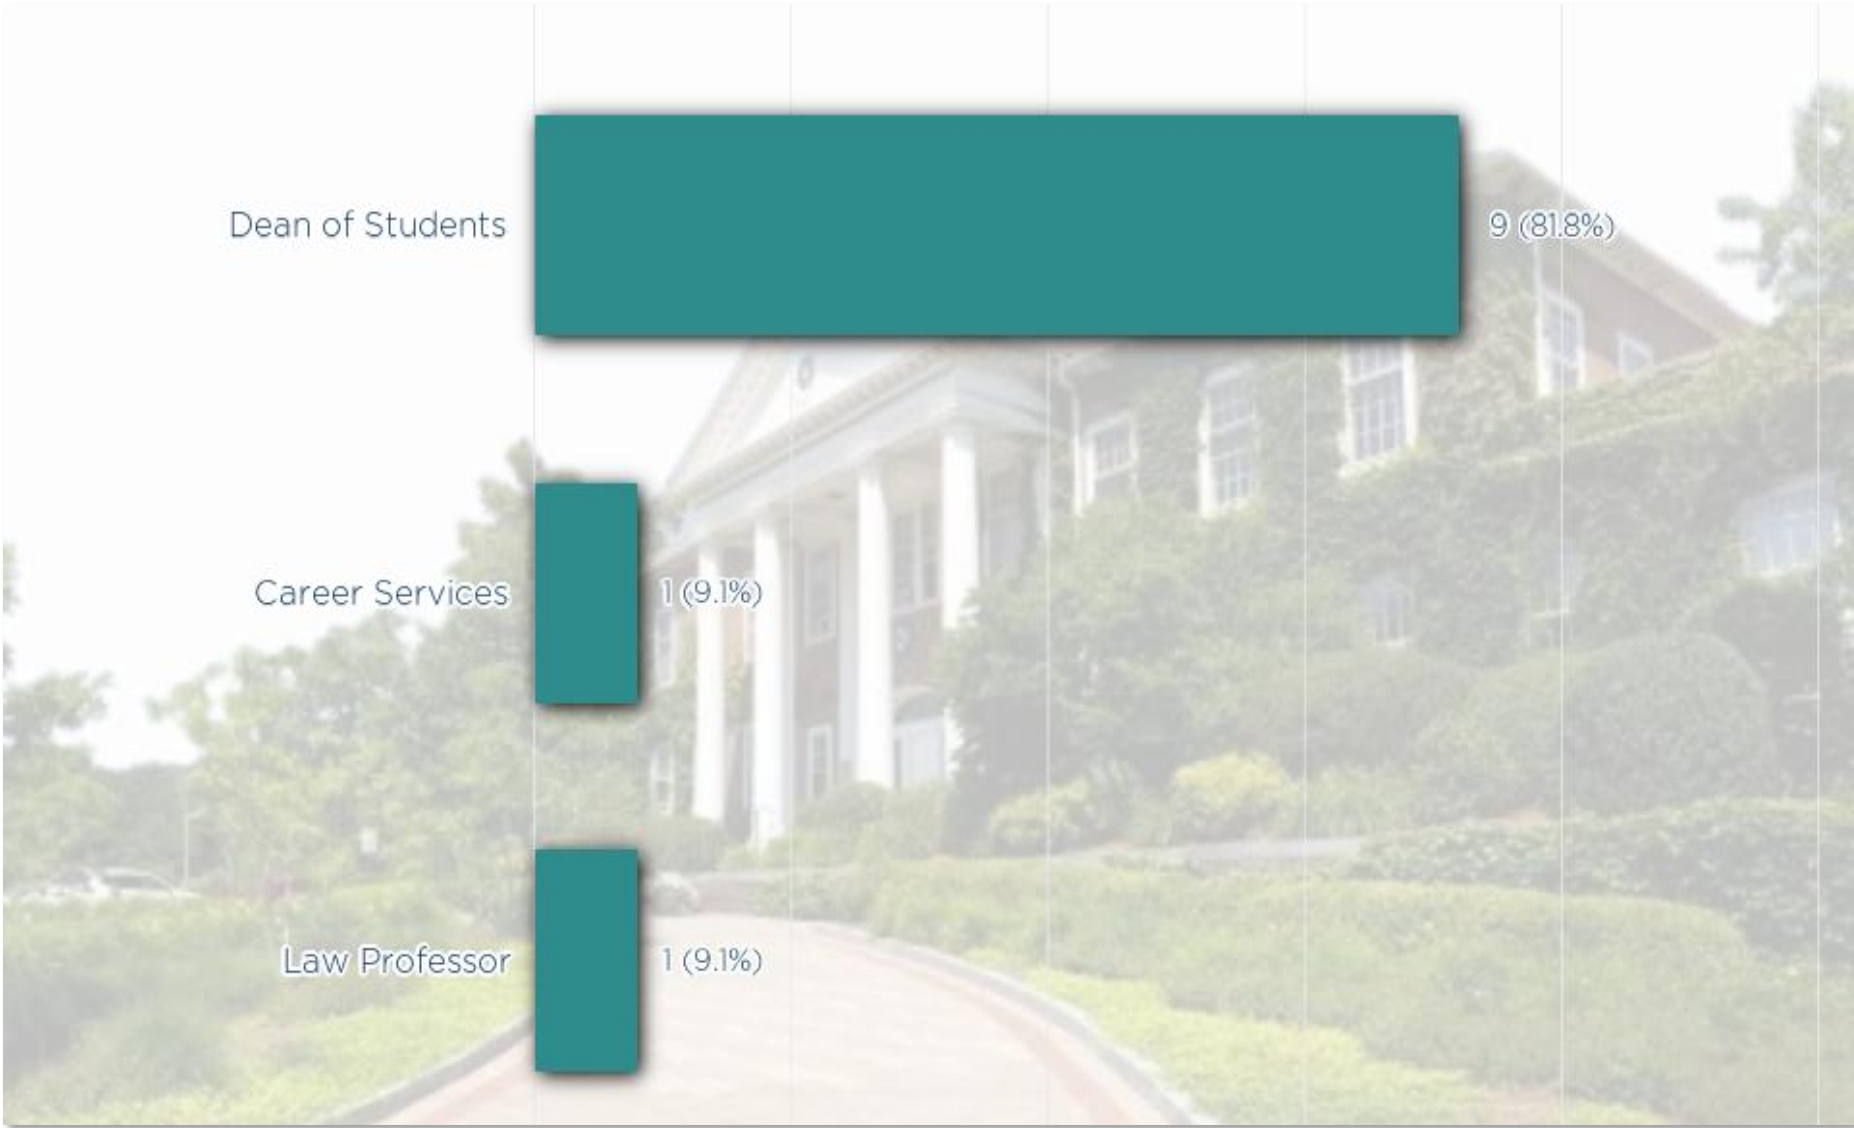 Dean of Students
9 (81.8%)
Career Services
1 (9.1%)
Law Professor
1 (9.1%)